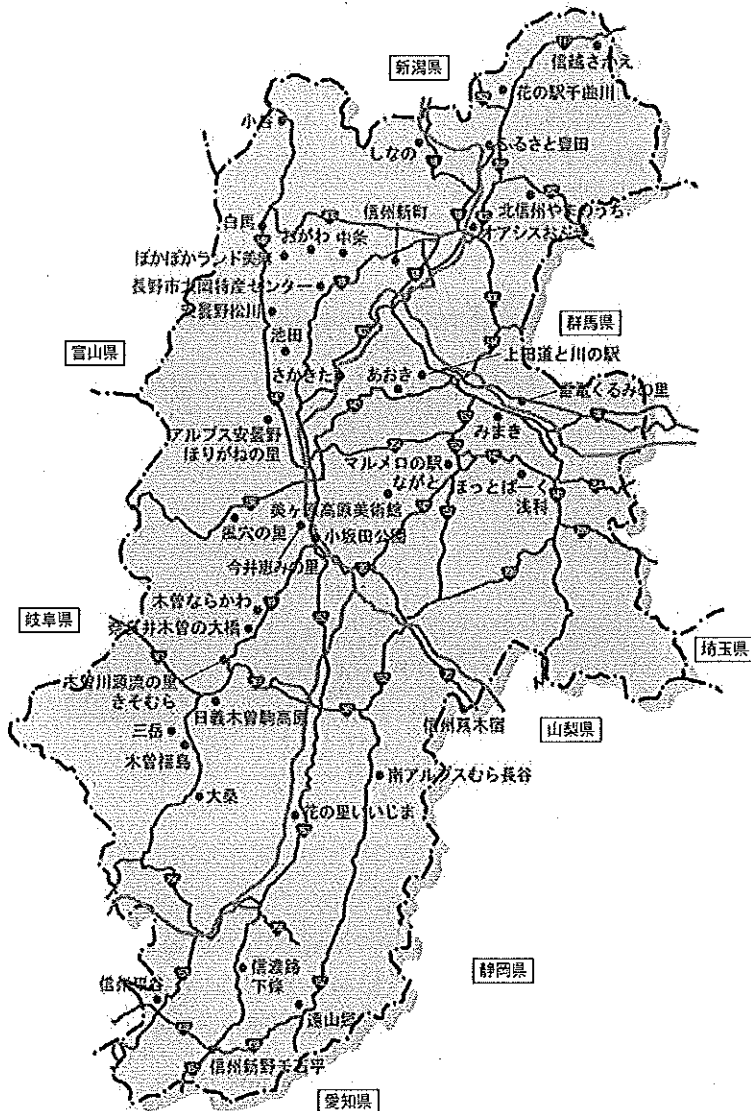 新潟県
信越さかえ
花の駅千曲川
小谷
しなの
ふるさと豊田
信州新町
北信州やまのうち
白馬
おがわ
中条
オアシスおぶせ
ぽかぽかランド美麻
長野市大岡特産センター
安曇野松川
群馬県
池田
富山県
上田道と川の駅
さかきた
あおき
雷電くるみの里
みまき
アルプス安曇野
ほりがねの里
マルメロの駅
ながと
ほっとぱーく
浅科
美ヶ原高原美術館
風穴の里
小坂田公園
今井恵みの里
木曽ならかわ
岐阜県
奈良井木曽の大橋
埼玉県
木曽川源流の里
きそむら
日義木曽駒高原
信州蔦木宿
山梨県
三岳
木曽福島
南アルプスむら長谷
大桑
花の里いいじま
静岡県
信濃路
下條
信州平谷
遠山郷
信州新野千石平
愛知県